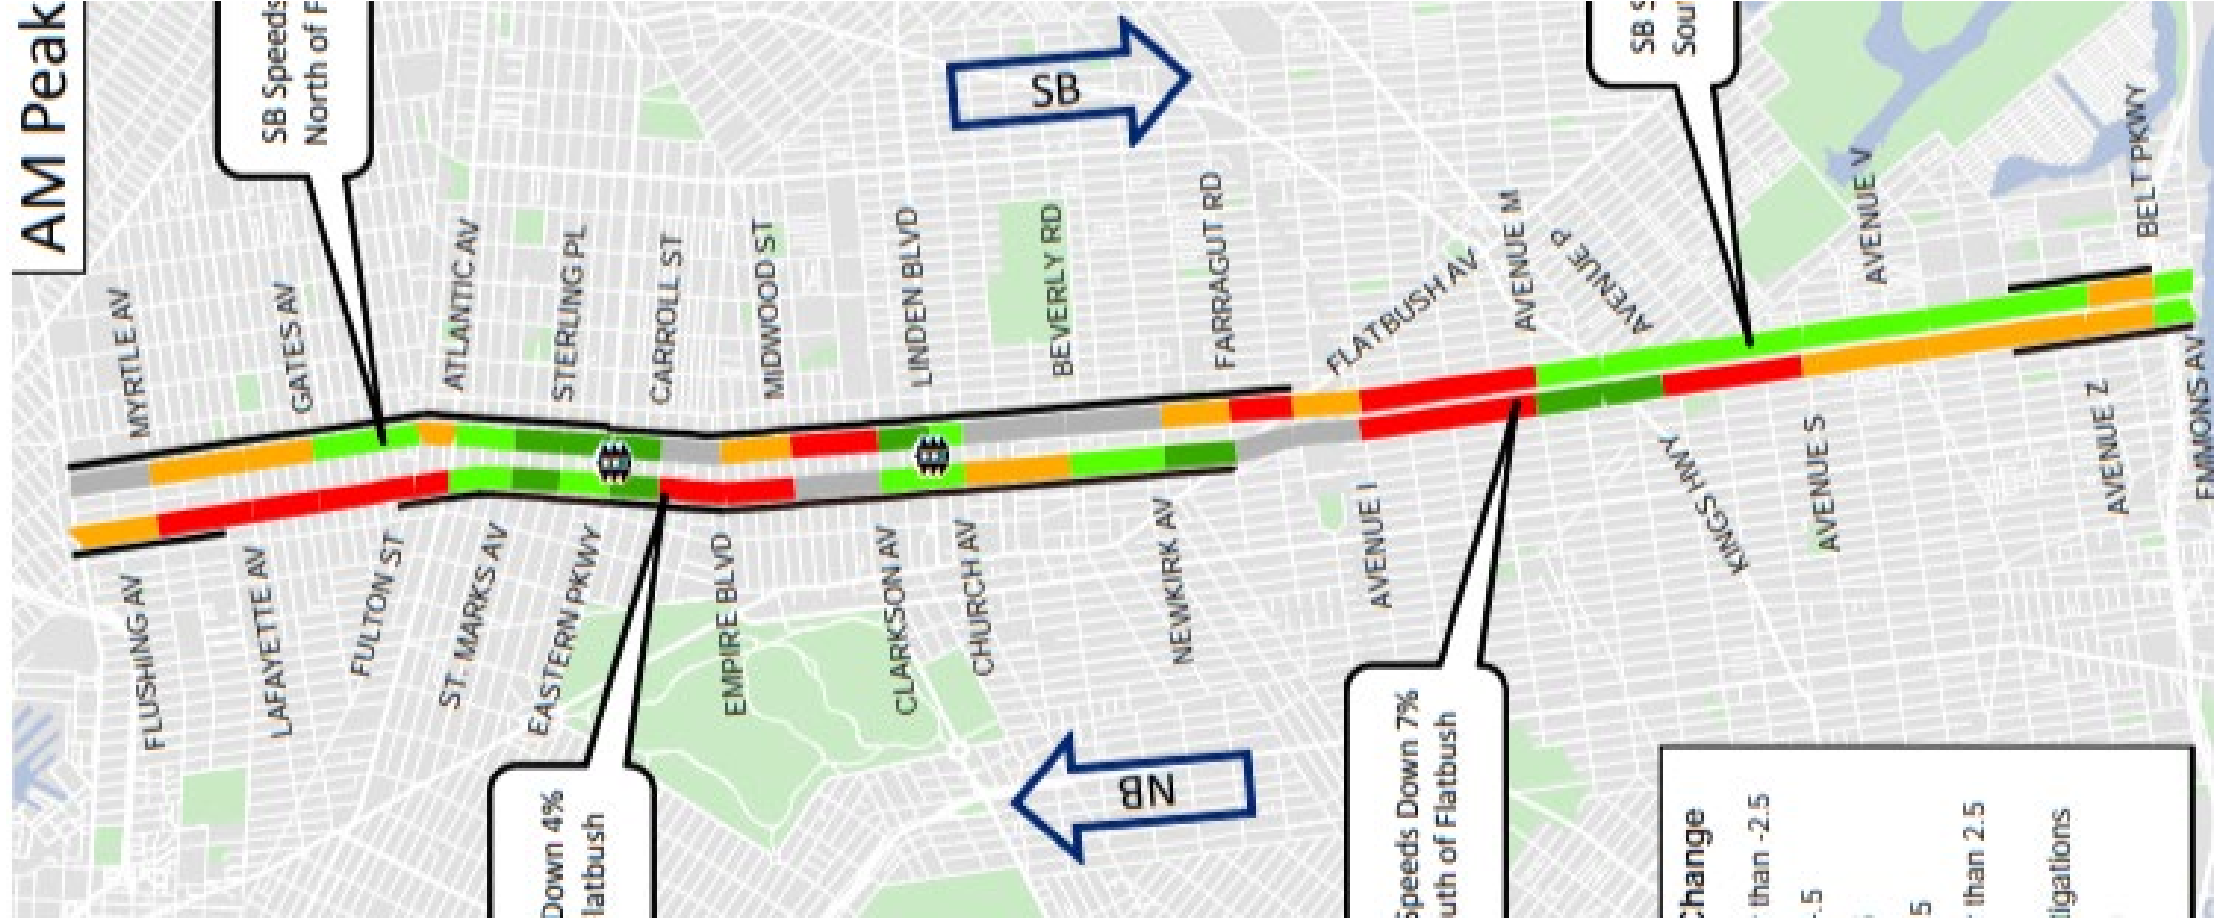 AM Peak
SB Speeds
North of F
SB
SB S
Sou
MYRTLE AV
GATES AV
ATLANTIC AV
STERLING PL
CARROLL ST
MIDWOOD ST
LINDEN BLVD
BEVERLY RD
FARRAGUT RD
FLATBUSH AV
AVENUE M
AVENUE P
AVENUE V
BELT PKWY
FLUSHING AV
LAFAYETTE AV
FULTON ST
ST. MARKS AV
EASTERN PKWY
EMPIRE BLVD
CLARKSON AV
CHURCH AV
NEWKIRK AV
AVENUE I
KINGS HWY
AVENUE S
AVENUE Z
EMMONS AV
Down 4%
latbush
NB
Speeds Down 7%
outh of Flatbush
Change
than -2.5
-.5
.5
than 2.5
igations